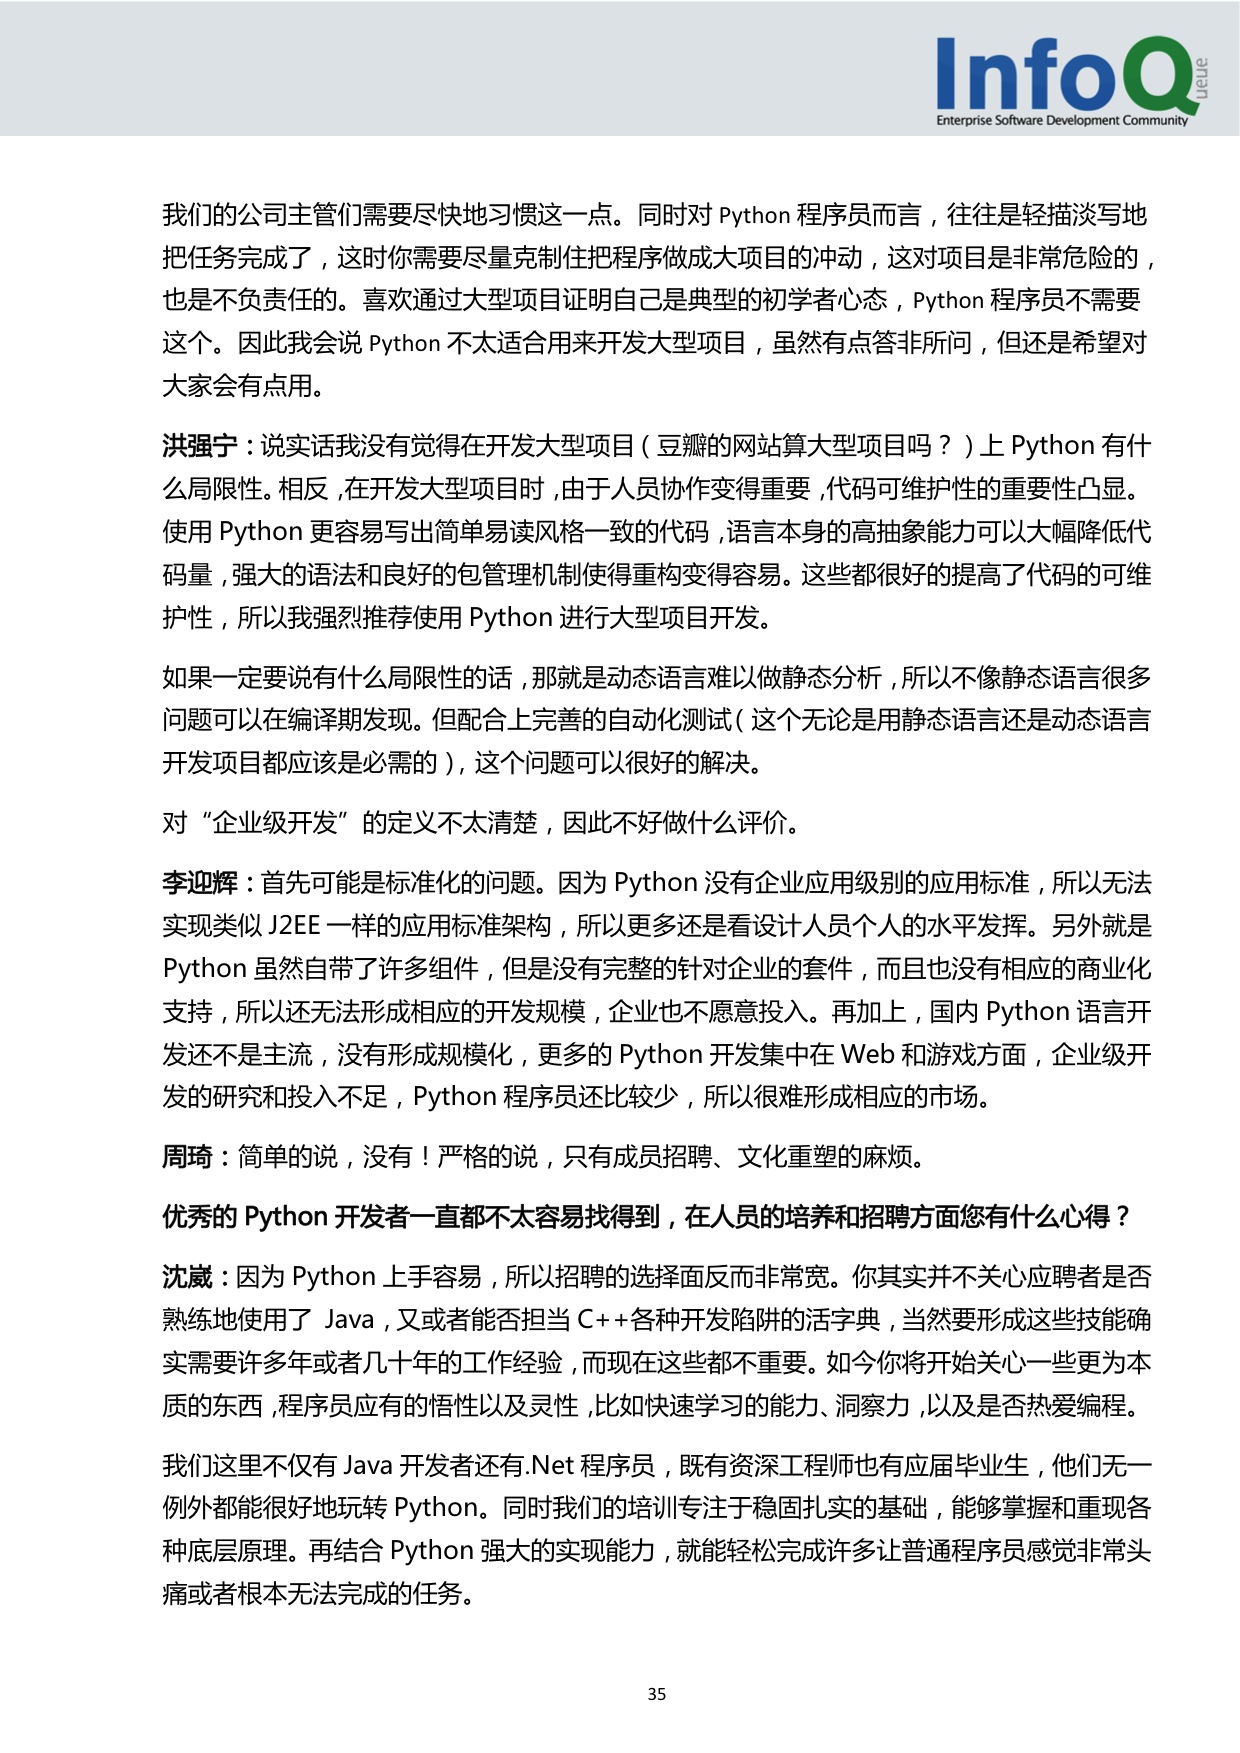 InfoQueue
Enterprise Software Development Community
我们的公司主管们需要尽快地习惯这一点。同时对 Python 程序员而言，往往是轻描淡写地
把任务完成了，这时你需要尽量克制住把程序做成大项目的冲动，这对项目是非常危险的，
也是不负责任的。喜欢通过大型项目证明自己是典型的初学者心态，Python 程序员不需要
这个。因此我会说 Python 不太适合用来开发大型项目，虽然有点答非所问，但还是希望对
大家会有点用。
洪强宁：说实话我没有觉得在开发大型项目（豆瓣的网站算大型项目吗？）上 Python 有什
么局限性。相反，在开发大型项目时，由于人员协作变得重要，代码可维护性的重要性凸显。
使用 Python 更容易写出简单易读风格一致的代码，语言本身的高抽象能力可以大幅降低代
码量，强大的语法和良好的包管理机制使得重构变得容易。这些都很好的提高了代码的可维
护性，所以我强烈推荐使用 Python 进行大型项目开发。
如果一定要说有什么局限性的话，那就是动态语言难以做静态分析，所以不像静态语言很多
问题可以在编译期发现。但配合上完善的自动化测试（这个无论是用静态语言还是动态语言
开发项目都应该是必需的），这个问题可以很好的解决。
对“企业级开发”的定义不太清楚，因此不好做什么评价。
李迎辉：首先可能是标准化的问题。因为 Python 没有企业应用级别的应用标准，所以无法
实现类似 J2EE 一样的应用标准架构，所以更多还是看设计人员个人的水平发挥。另外就是
Python 虽然自带了许多组件，但是没有完整的针对企业的套件，而且也没有相应的商业化
支持，所以还无法形成相应的开发规模，企业也不愿意投入。再加上，国内 Python 语言开
发还不是主流，没有形成规模化，更多的 Python 开发集中在 Web 和游戏方面，企业级开
发的研究和投入不足，Python 程序员还比较少，所以很难形成相应的市场。
周琦：简单的说，没有！严格的说，只有成员招聘、文化重塑的麻烦。
优秀的 Python 开发者一直都不太容易找得到，在人员的培养和招聘方面您有什么心得？
沈崴：因为 Python 上手容易，所以招聘的选择面反而非常宽。你其实并不关心应聘者是否
熟练地使用了 Java，又或者能否担当 C++各种开发陷阱的活字典，当然要形成这些技能确
实需要许多年或者几十年的工作经验，而现在这些都不重要。如今你将开始关心一些更为本
质的东西，程序员应有的悟性以及灵性，比如快速学习的能力、洞察力，以及是否热爱编程。
我们这里不仅有 Java 开发者还有.Net 程序员，既有资深工程师也有应届毕业生，他们无一
例外都能很好地玩转 Python。同时我们的培训专注于稳固扎实的基础，能够掌握和重现各
种底层原理。再结合 Python 强大的实现能力，就能轻松完成许多让普通程序员感觉非常头
痛或者根本无法完成的任务。
35